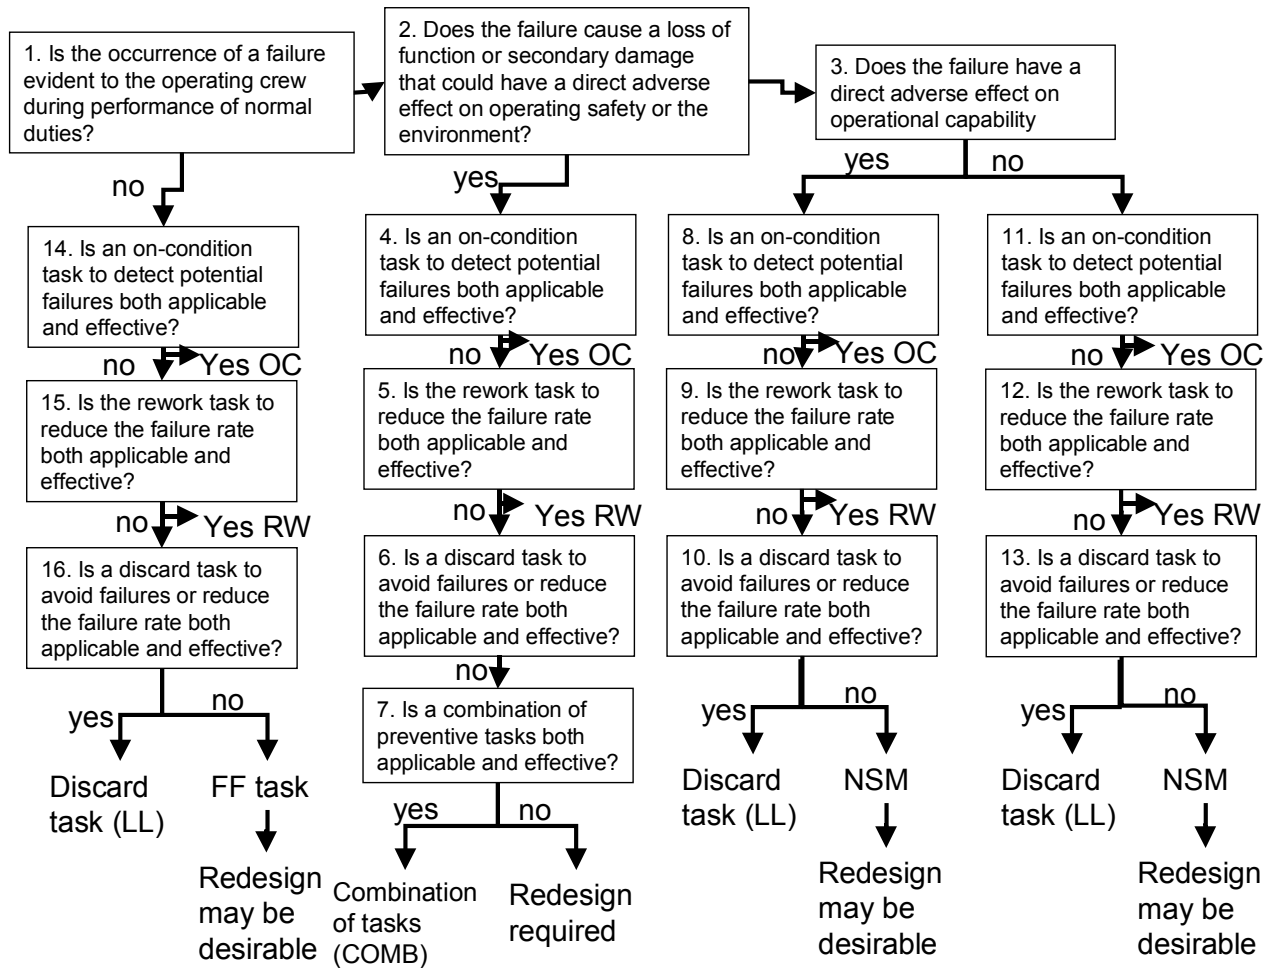 1. Is the occurrence of a failure
evident to the operating crew
during performance of normal
duties?
2. Does the failure cause a loss of
function or secondary damage
that could have a direct adverse
effect on operating safety or the
environment?
3. Does the failure have a
direct adverse effect on
operational capability
no
yes
yes
no
14. Is an on-condition
task to detect potential
failures both applicable
and effective?
4. Is an on-condition
task to detect potential
failures both applicable
and effective?
8. Is an on-condition
task to detect potential
failures both applicable
and effective?
11. Is an on-condition
task to detect potential
failures both applicable
and effective?
no
Yes OC
no
Yes OC
no
Yes OC
no
Yes OC
15. Is the rework task to
reduce the failure rate
both applicable and
effective?
5. Is the rework task to
reduce the failure rate
both applicable and
effective?
9. Is the rework task to
reduce the failure rate
both applicable and
effective?
12. Is the rework task to
reduce the failure rate
both applicable and
effective?
no
Yes RW
no
Yes RW
no
Yes RW
no
Yes RW
16. Is a discard task to
avoid failures or reduce
the failure rate both
applicable and effective?
6. Is a discard task to
avoid failures or reduce
the failure rate both
applicable and effective?
10. Is a discard task to
avoid failures or reduce
the failure rate both
applicable and effective?
13. Is a discard task to
avoid failures or reduce
the failure rate both
applicable and effective?
yes
no
no
yes
no
yes
no
7. Is a combination of
preventive tasks both
applicable and effective?
Discard
task (LL)
FF task
Discard
task (LL)
NSM
Discard
task (LL)
NSM
yes
no
Redesign
may be
desirable
Combination
of tasks
(COMB)
Redesign
required
Redesign
may be
desirable
Redesign
may be
desirable